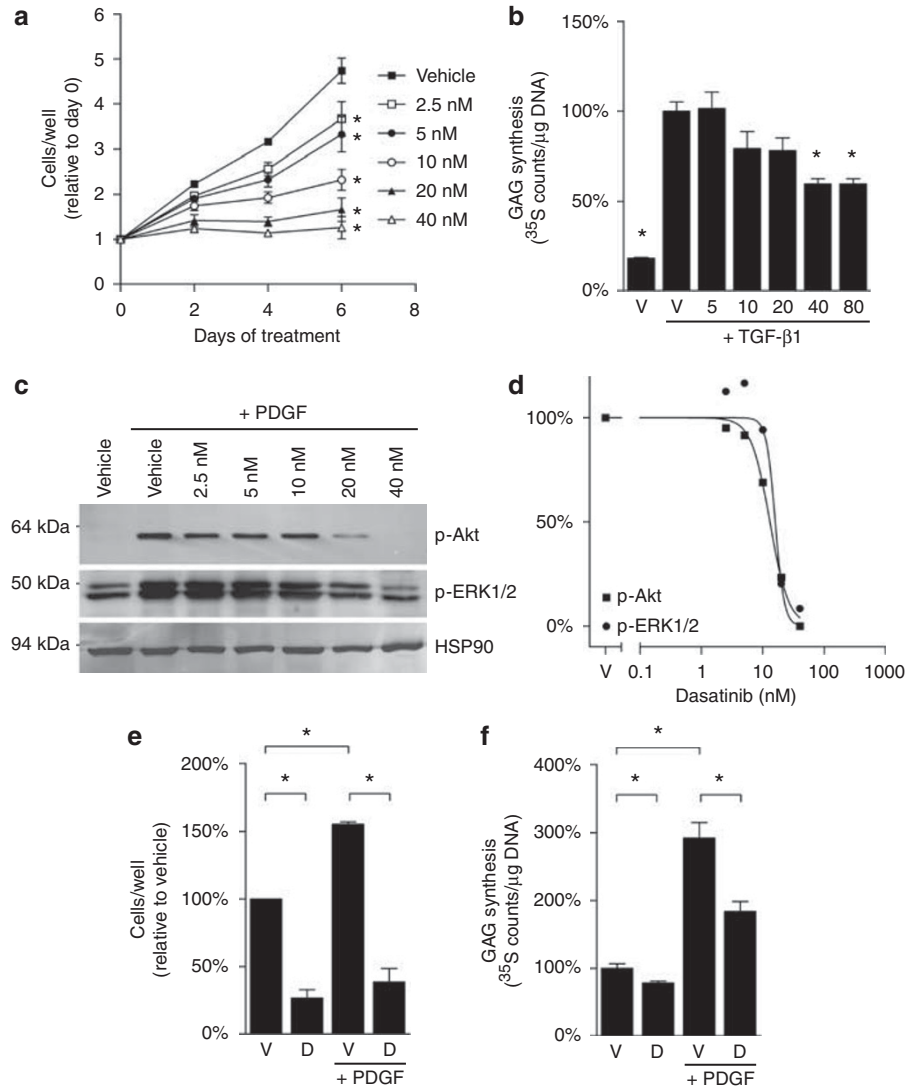 a
6
5
4
3
2
1
0
Cells/well
(relative to day 0)
0 2 4 6 8
Days of treatment
Vehicle
2.5 nM
5 nM
10 nM
20 nM
40 nM
*
*
*
*
*
b
150%
100%
50%
0%
GAG synthesis
(³⁵S counts/µg DNA)
*
* *
V V 5 10 20 40 80
+ TGF-β1
c
+ PDGF
Vehicle Vehicle 2.5 nM 5 nM 10 nM 20 nM 40 nM
64 kDa p-Akt
50 kDa p-ERK1/2
94 kDa HSP90
d
100%
50%
0%
p-Akt
p-ERK1/2
V 0.1 1 10 100 1000
Dasatinib (nM)
e
*
* *
200%
150%
100%
50%
0%
Cells/well
(relative to vehicle)
V D V D
+ PDGF
f
*
* *
400%
300%
200%
100%
0%
GAG synthesis
(³⁵S counts/µg DNA)
V D V D
+ PDGF